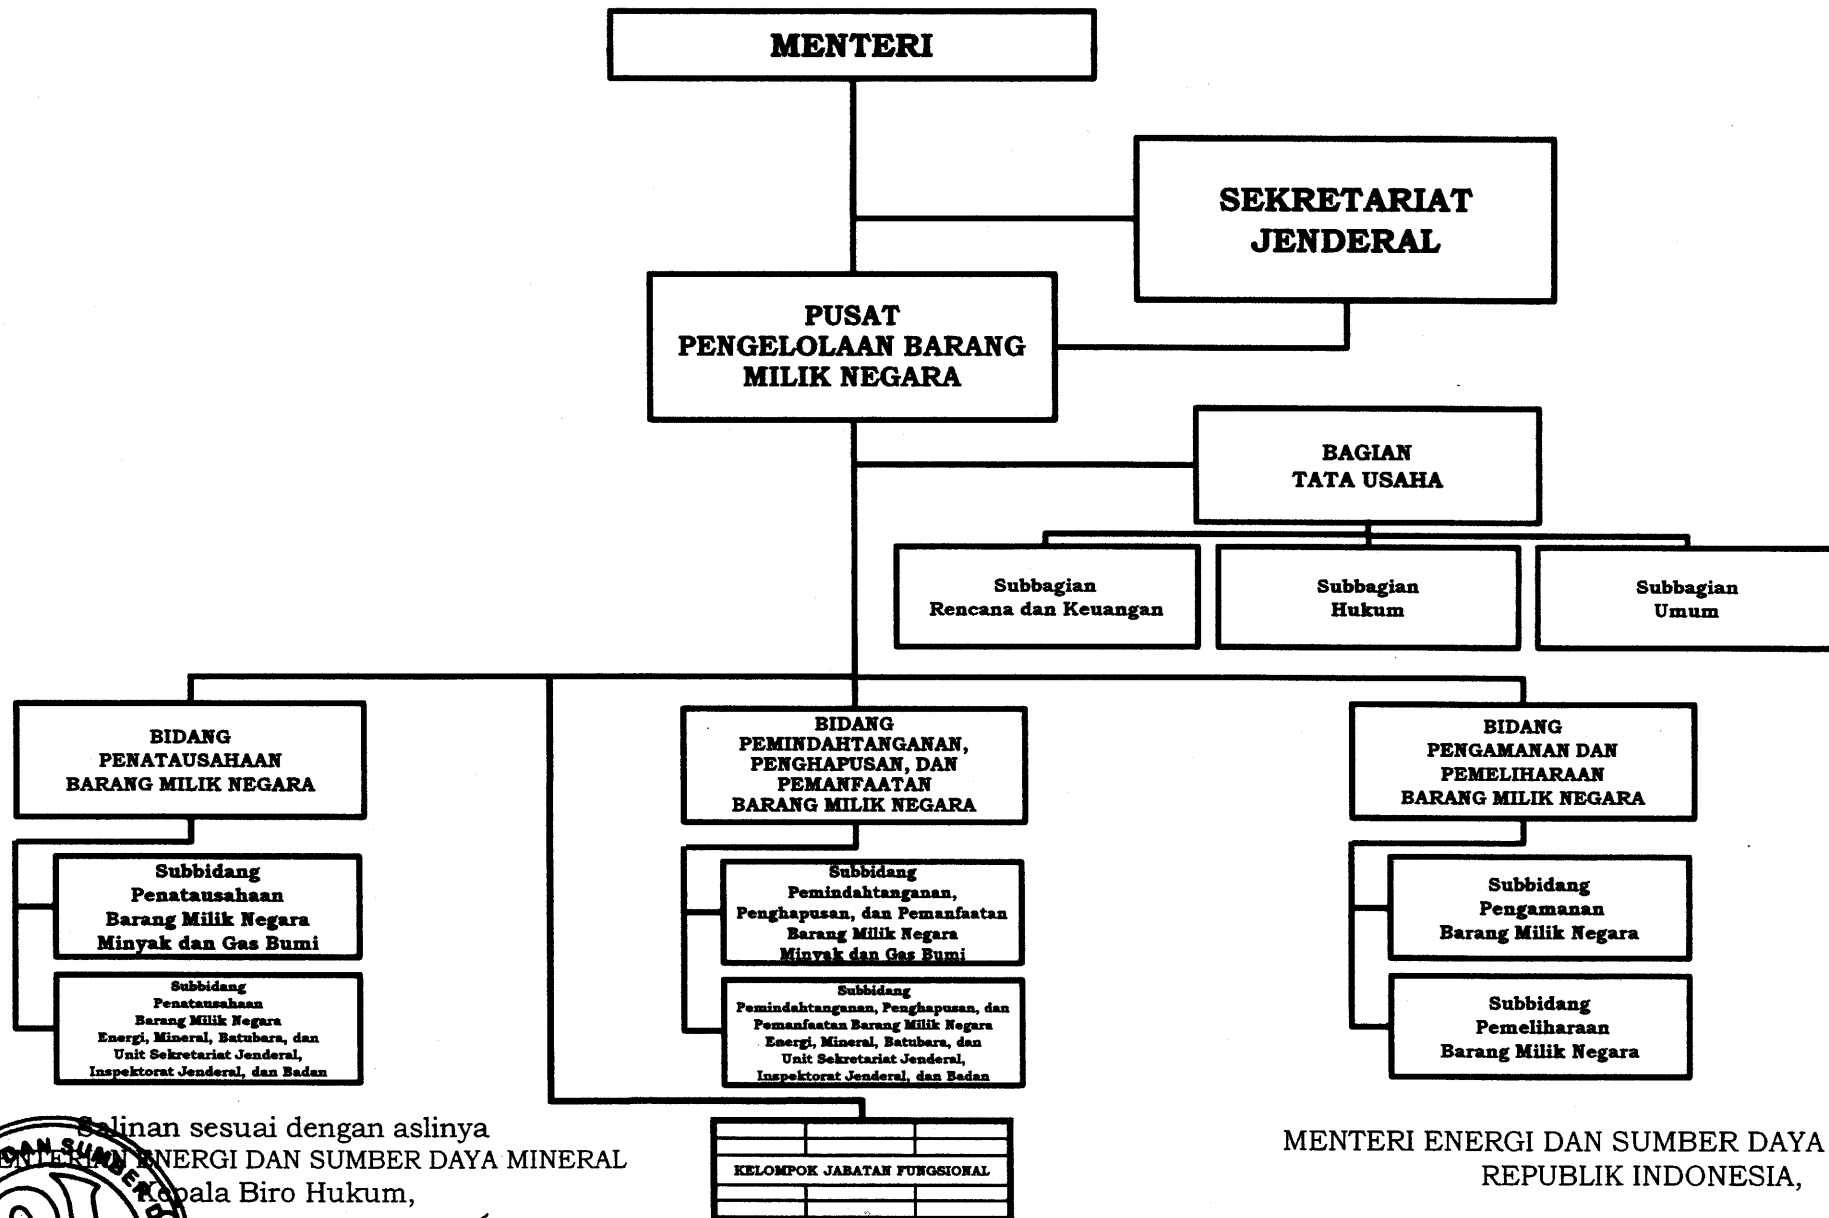 MENTERI
SEKRETARIAT
JENDERAL
PUSAT
PENGELOLAAN BARANG
MILIK NEGARA
BAGIAN
TATA USAHA
Subbagian
Rencana dan Keuangan
Subbagian
Hukum
Subbagian
Umum
BIDANG
PENATAUSAHAAN
BARANG MILIK NEGARA
BIDANG
PEMINDAHTANGANAN,
PENGHAPUSAN, DAN
PEMANFAATAN
BARANG MILIK NEGARA
BIDANG
PENGAMANAN DAN
PEMELIHARAAN
BARANG MILIK NEGARA
Subbidang
Penatausahaan
Barang Milik Negara
Minyak dan Gas Bumi
Subbidang
Pemindahtanganan,
Penghapusan, dan Pemanfaatan
Barang Milik Negara
Minyak dan Gas Bumi
Subbidang
Pengamanan
Barang Milik Negara
Subbidang
Penatausahaan
Barang Milik Negara
Energi, Mineral, Batubara, dan
Unit Sekretariat Jenderal,
Inspektorat Jenderal, dan Badan
Subbidang
Pemindahtanganan, Penghapusan, dan
Pemanfaatan Barang Milik Negara
Energi, Mineral, Batubara, dan
Unit Sekretariat Jenderal,
Inspektorat Jenderal, dan Badan
Subbidang
Pemeliharaan
Barang Milik Negara
KELOMPOK JABATAN FUNGSIONAL
Salinan sesuai dengan aslinya
ENERGI DAN SUMBER DAYA MINERAL
Kepala Biro Hukum,
DAN SUMBER
MENTERI ENERGI DAN SUMBER DAYA
REPUBLIK INDONESIA,